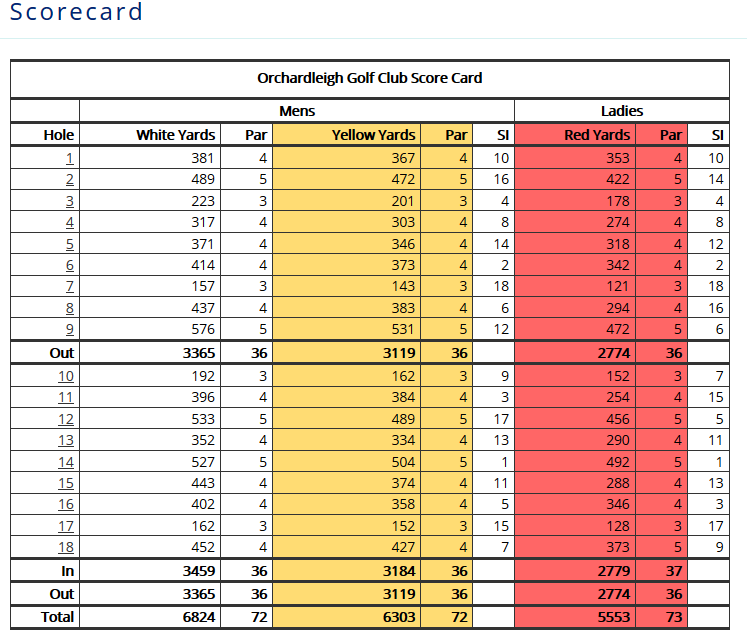 Scorecard
Orchardleigh Golf Club Score Card
Mens Ladies
Hole White Yards Par Yellow Yards Par SI Red Yards Par SI
1 381 4 367 4 10 353 4 10
2 489 5 472 5 16 422 5 14
3 223 3 201 3 4 178 3 4
4 317 4 303 4 8 274 4 8
5 371 4 346 4 14 318 4 12
6 414 4 373 4 2 342 4 2
7 157 3 143 3 18 121 3 18
8 437 4 383 4 6 294 4 16
9 576 5 531 5 12 472 5 6
Out 3365 36 3119 36 2774 36
10 192 3 162 3 9 152 3 7
11 396 4 384 4 3 254 4 15
12 533 5 489 5 17 456 5 5
13 352 4 334 4 13 290 4 11
14 527 5 504 5 1 492 5 1
15 443 4 374 4 11 288 4 13
16 402 4 358 4 5 346 4 3
17 162 3 152 3 15 128 3 17
18 452 4 427 4 7 373 5 9
In 3459 36 3184 36 2779 37
Out 3365 36 3119 36 2774 36
Total 6824 72 6303 72 5553 73